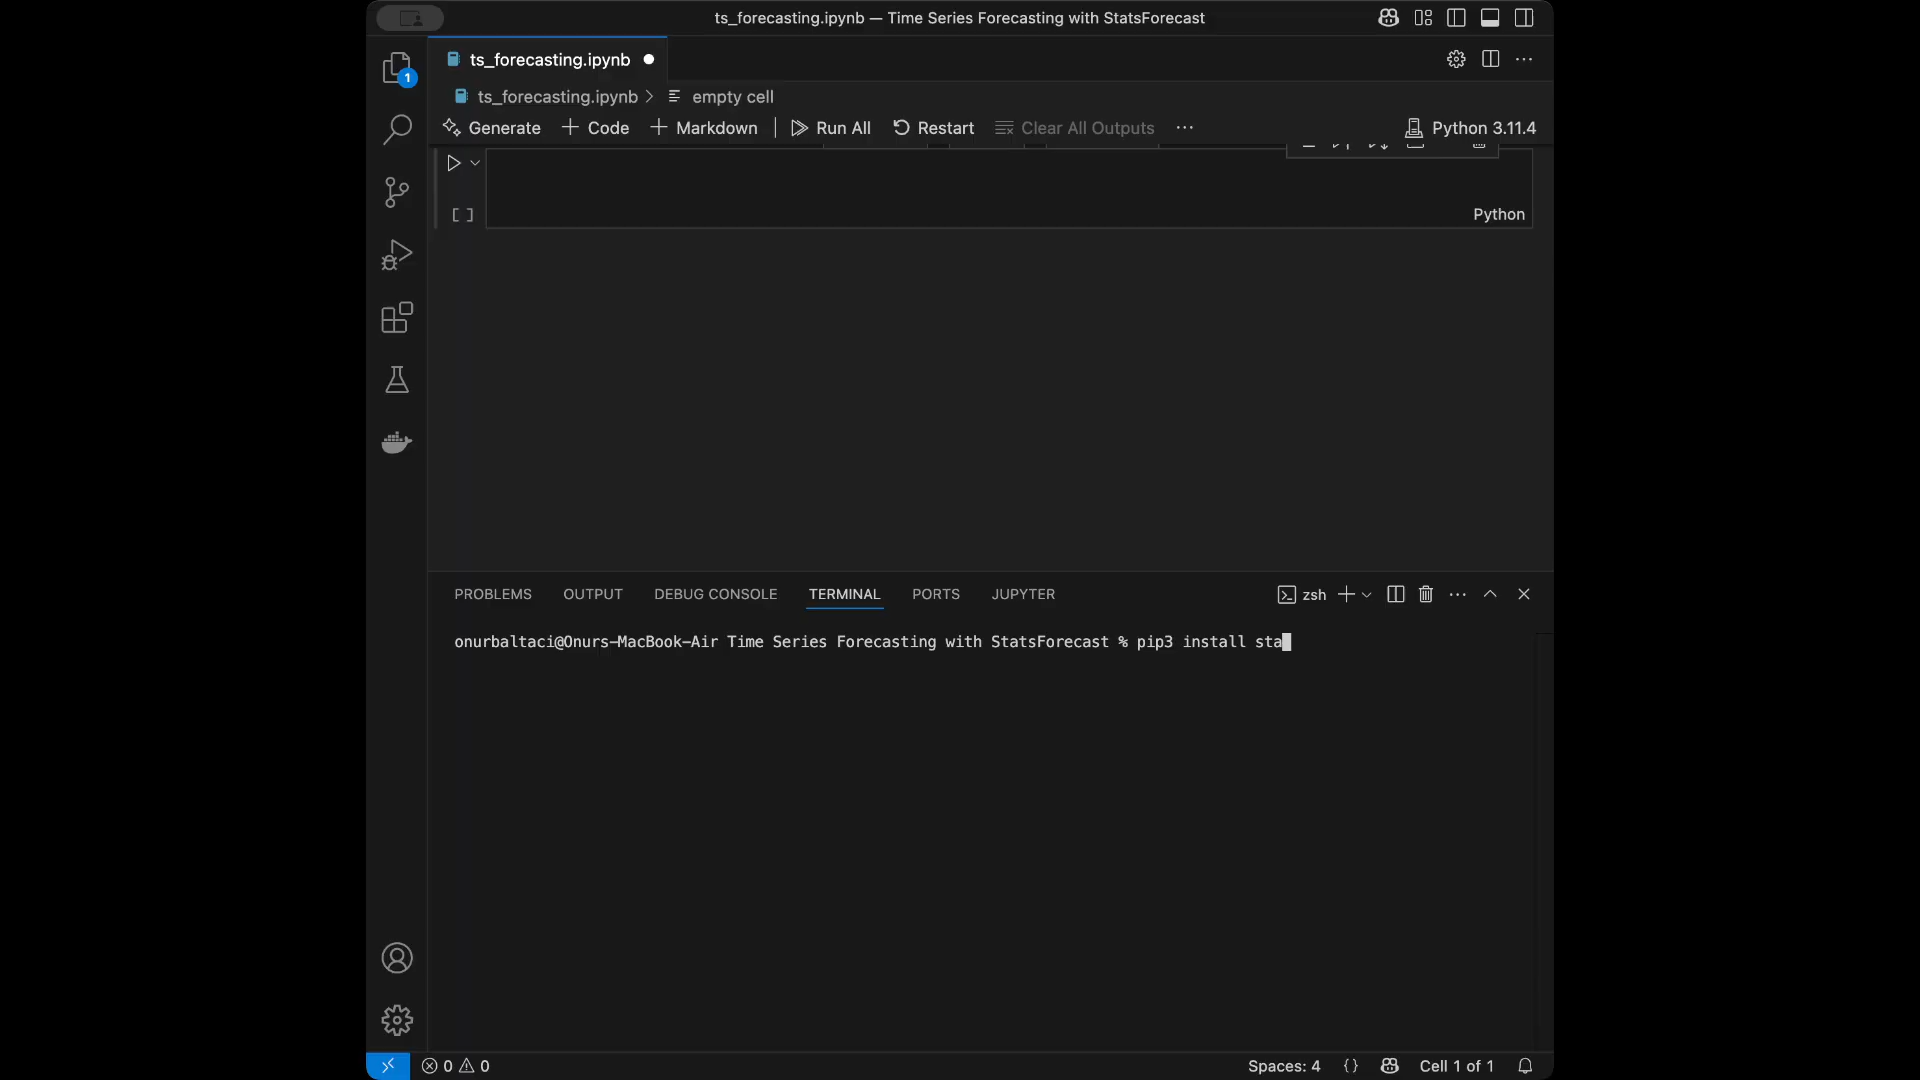 ts_forecasting.ipynb — Time Series Forecasting with StatsForecast
1
ts_forecasting.ipynb
ts_forecasting.ipynb > empty cell
Generate + Code + Markdown | Run All Restart Clear All Outputs ··· Python 3.11.4
[ ]
Python
PROBLEMS OUTPUT DEBUG CONSOLE TERMINAL PORTS JUPYTER zsh
onurbaltaci@Onurs-MacBook-Air Time Series Forecasting with StatsForecast % pip3 install sta
0 0 Spaces: 4 {} Cell 1 of 1